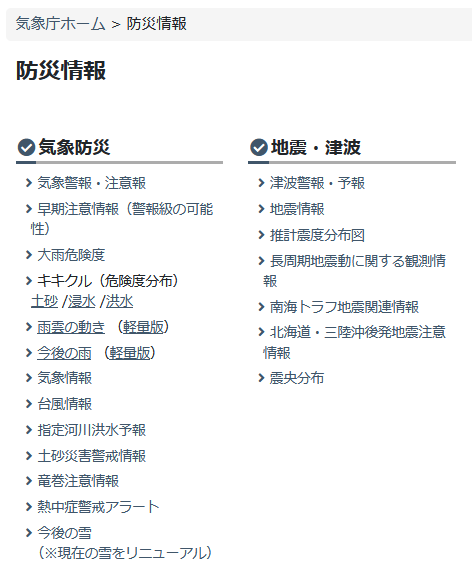 気象庁ホーム > 防災情報
防災情報
気象防災
気象警報・注意報
早期注意情報（警報級の可能
性）
大雨危険度
キキクル（危険度分布）
土砂 /浸水 /洪水
雨雲の動き （軽量版）
今後の雨 （軽量版）
気象情報
台風情報
指定河川洪水予報
土砂災害警戒情報
竜巻注意情報
熱中症警戒アラート
今後の雪
（※現在の雪をリニューアル）
地震・津波
津波警報・予報
地震情報
推計震度分布図
長周期地震動に関する観測情
報
南海トラフ地震関連情報
北海道・三陸沖後発地震注意
情報
震央分布